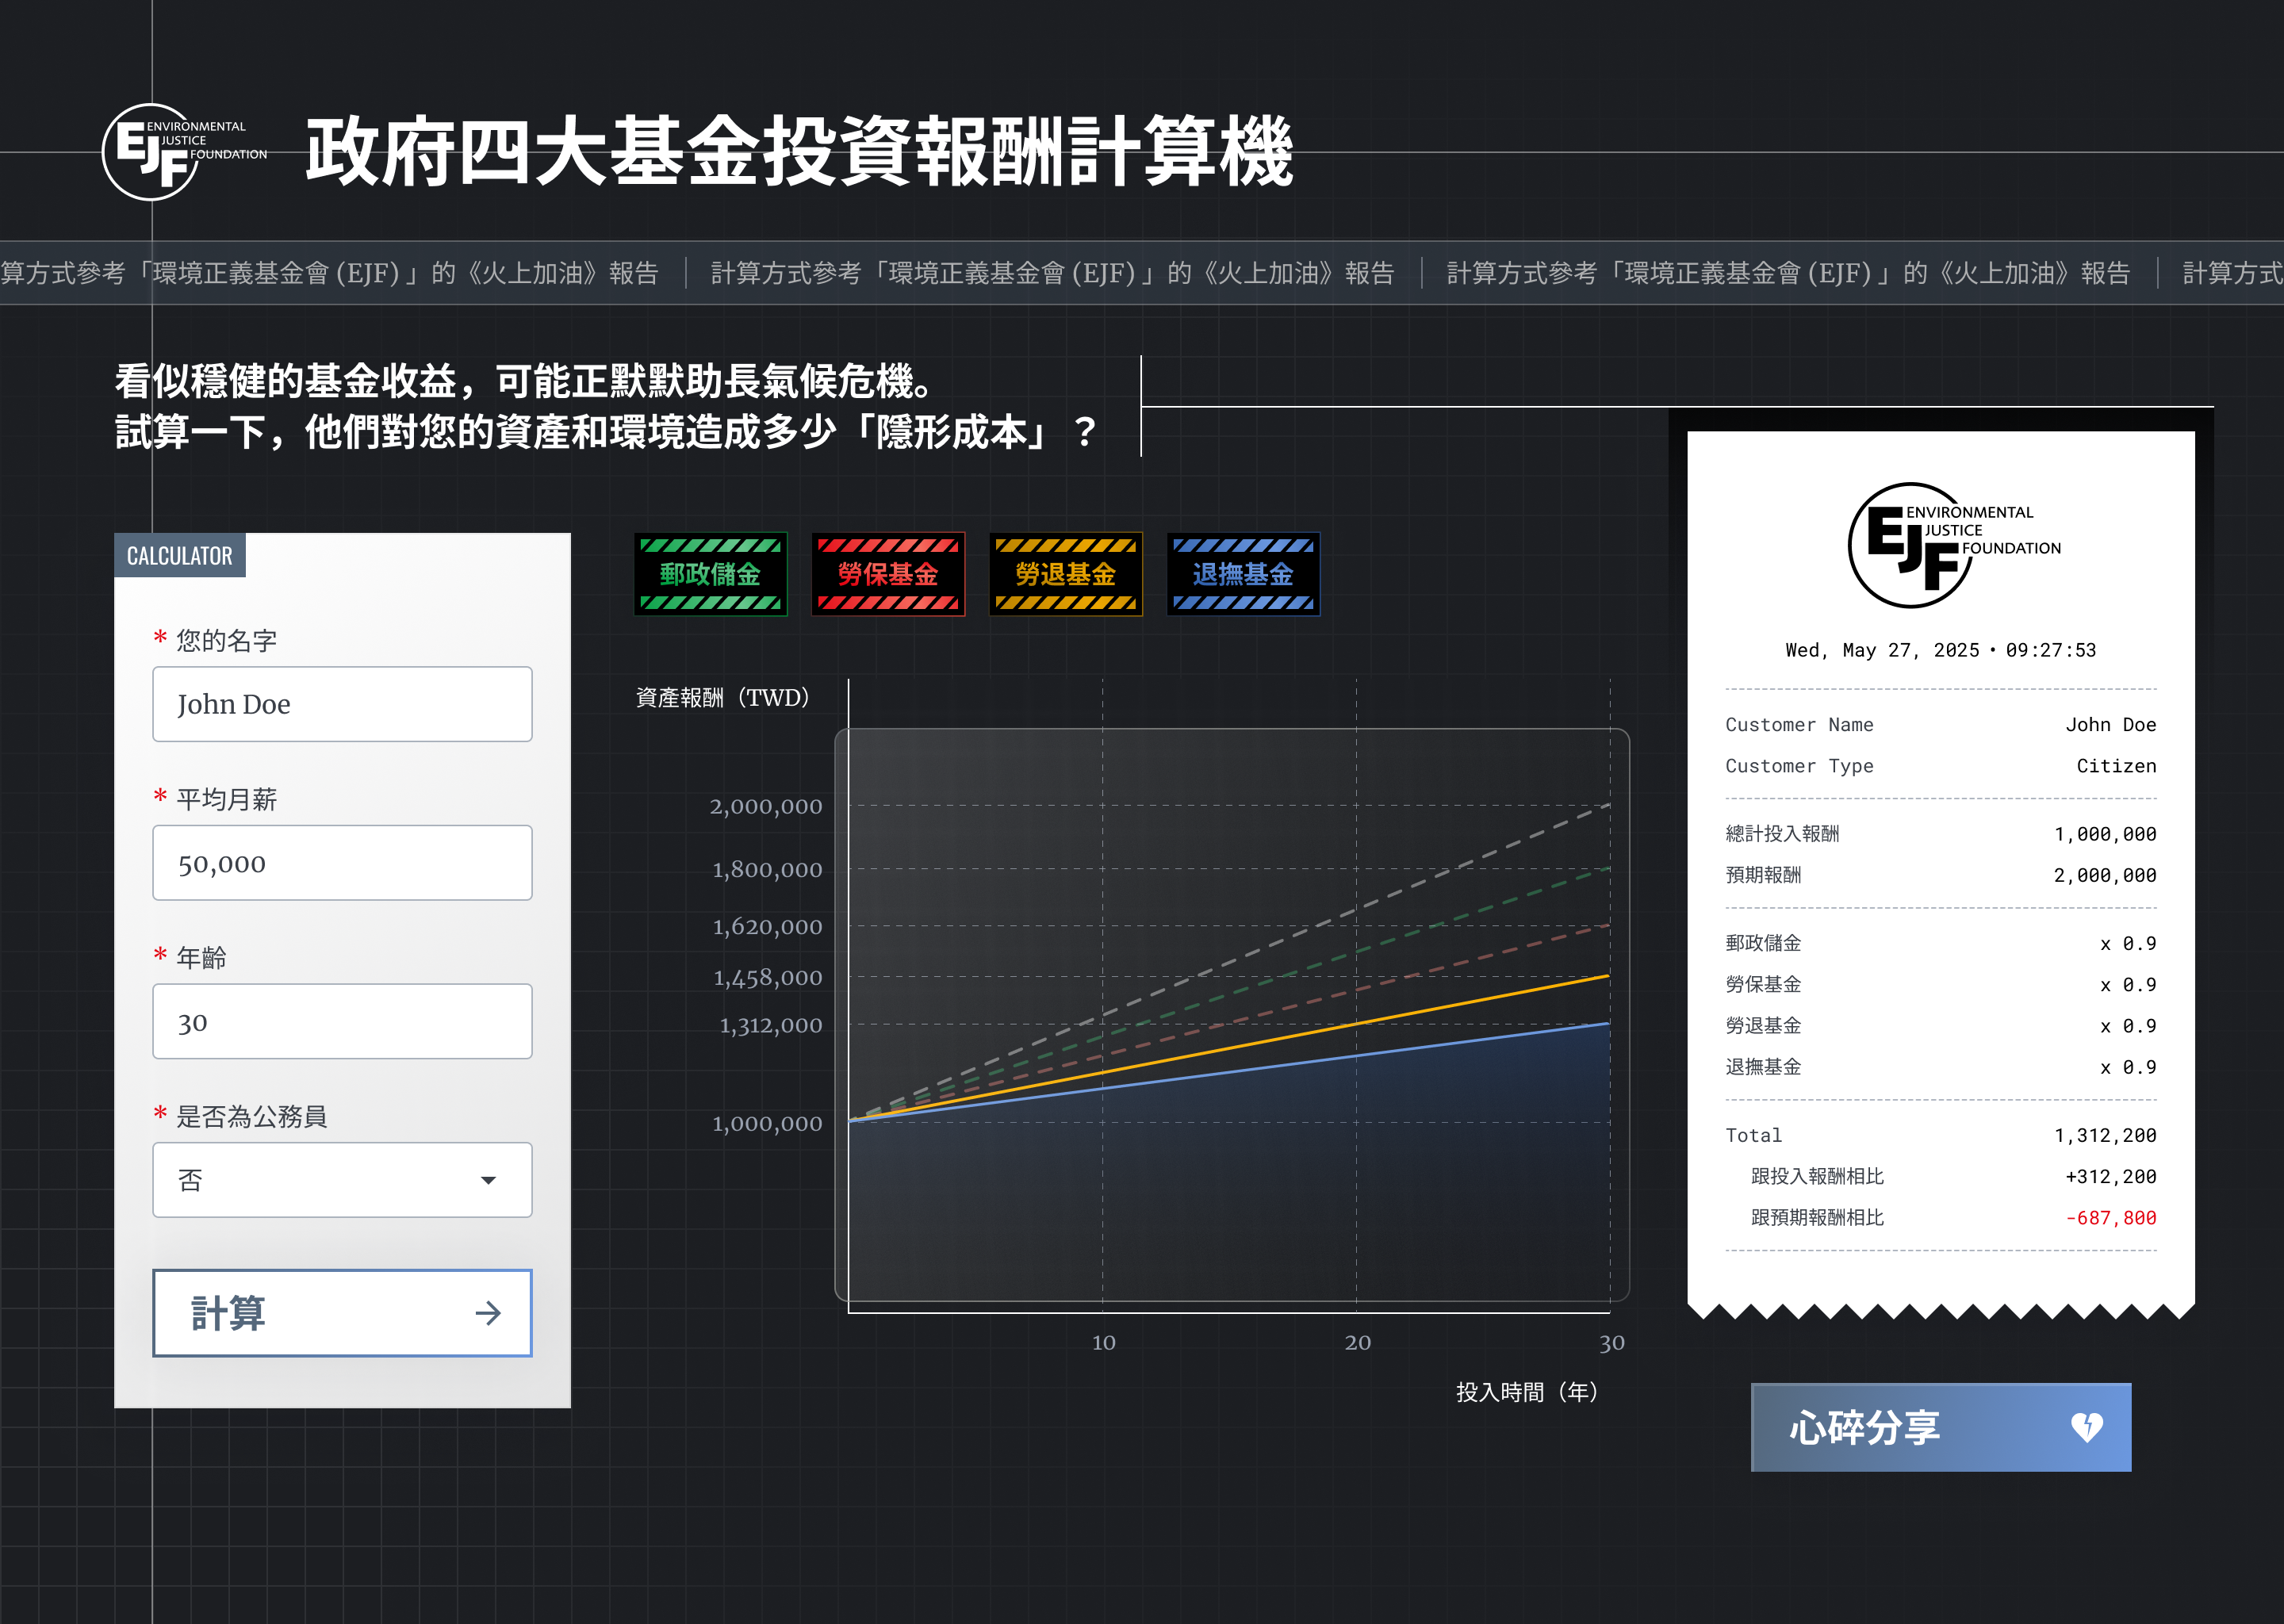 EJF ENVIRONMENTAL JUSTICE FOUNDATION
政府四大基金投資報酬計算機
算方式參考「環境正義基金會 (EJF) 」的《火上加油》報告 | 計算方式參考「環境正義基金會 (EJF) 」的《火上加油》報告 | 計算方式參考「環境正義基金會 (EJF) 」的《火上加油》報告 | 計算方式
看似穩健的基金收益，可能正默默助長氣候危機。
試算一下，他們對您的資產和環境造成多少「隱形成本」？
CALCULATOR
* 您的名字
John Doe
* 平均月薪
50,000
* 年齡
30
* 是否為公務員
否
計算
郵政儲金
勞保基金
勞退基金
退撫基金
資產報酬（TWD）
2,000,000
1,800,000
1,620,000
1,458,000
1,312,000
1,000,000
10 20 30
投入時間（年）
EJF ENVIRONMENTAL JUSTICE FOUNDATION
Wed, May 27, 2025・09:27:53
Customer Name John Doe
Customer Type Citizen
總計投入報酬 1,000,000
預期報酬 2,000,000
郵政儲金 x 0.9
勞保基金 x 0.9
勞退基金 x 0.9
退撫基金 x 0.9
Total 1,312,200
跟投入報酬相比 +312,200
跟預期報酬相比 -687,800
心碎分享